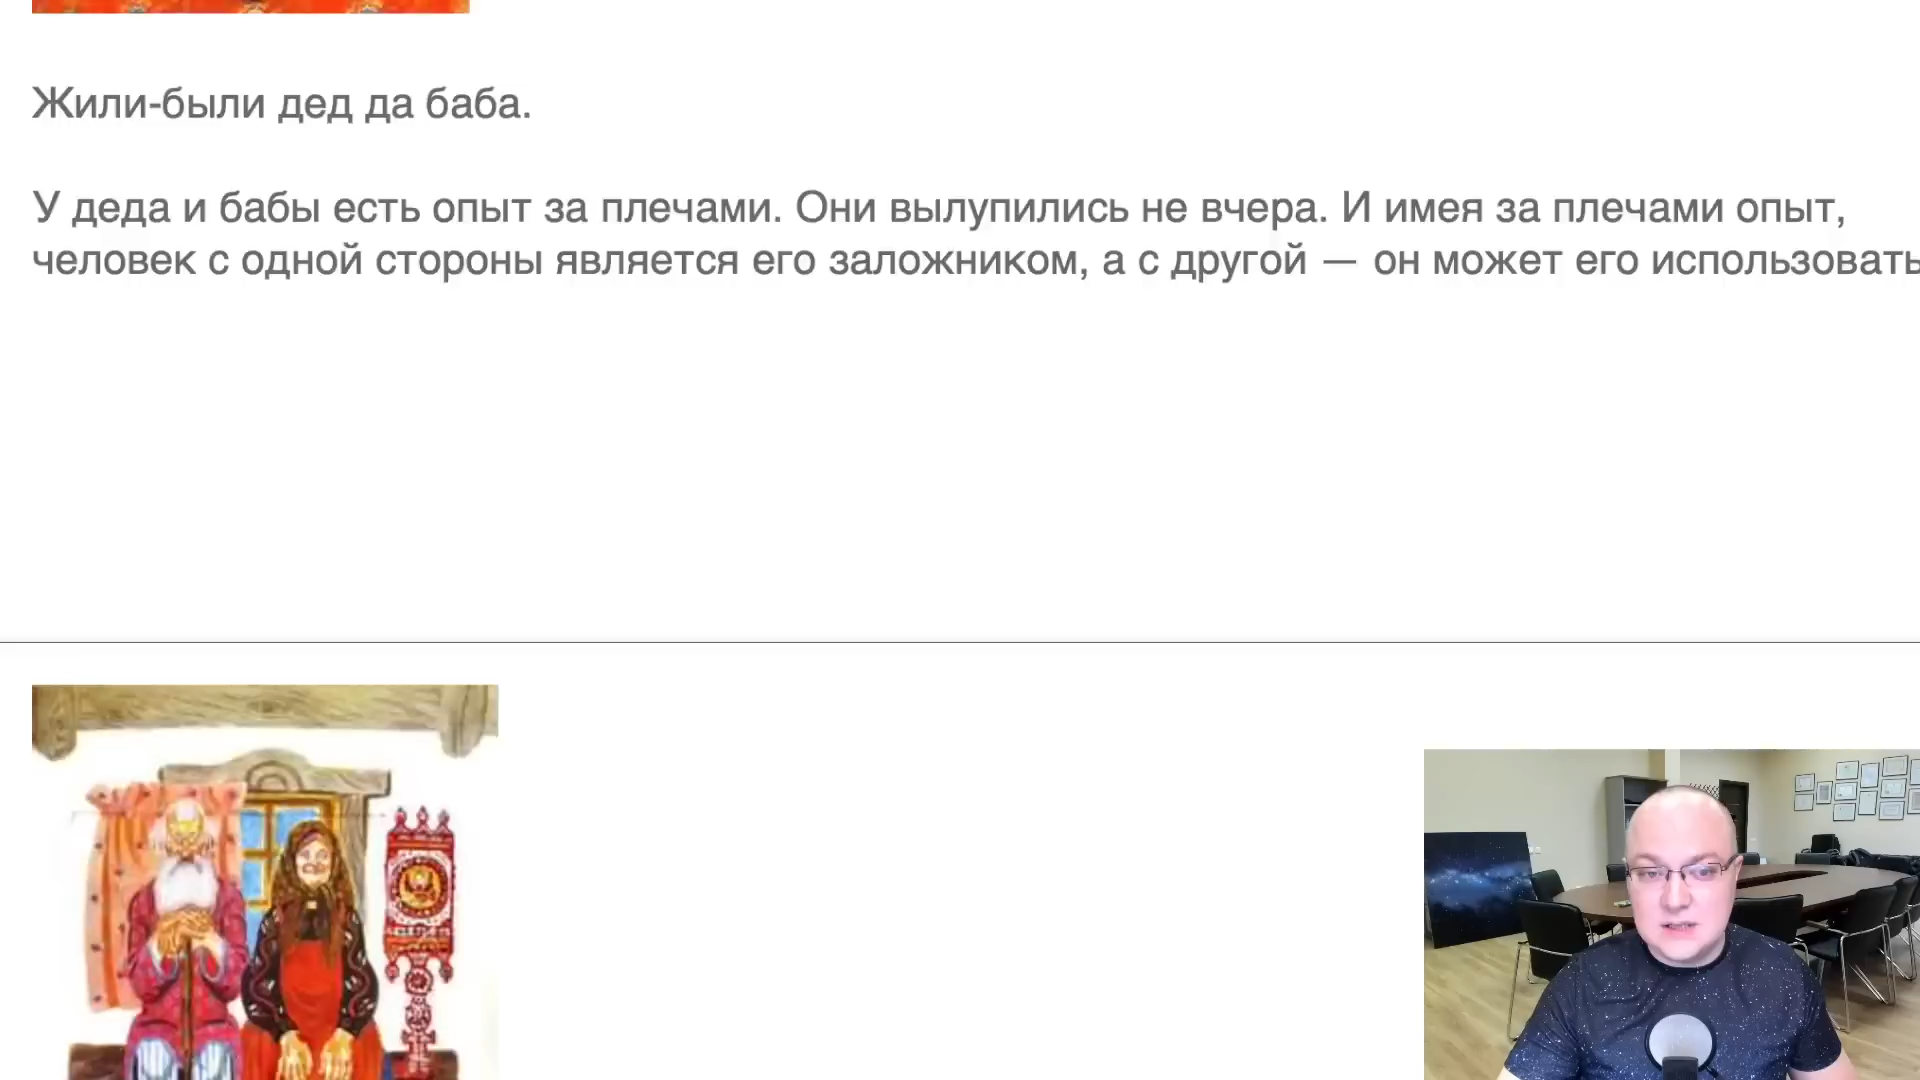 Жили-были дед да баба.
У деда и бабы есть опыт за плечами. Они вылупились не вчера. И имея за плечами опыт,
человек с одной стороны является его заложником, а с другой — он может его использовать